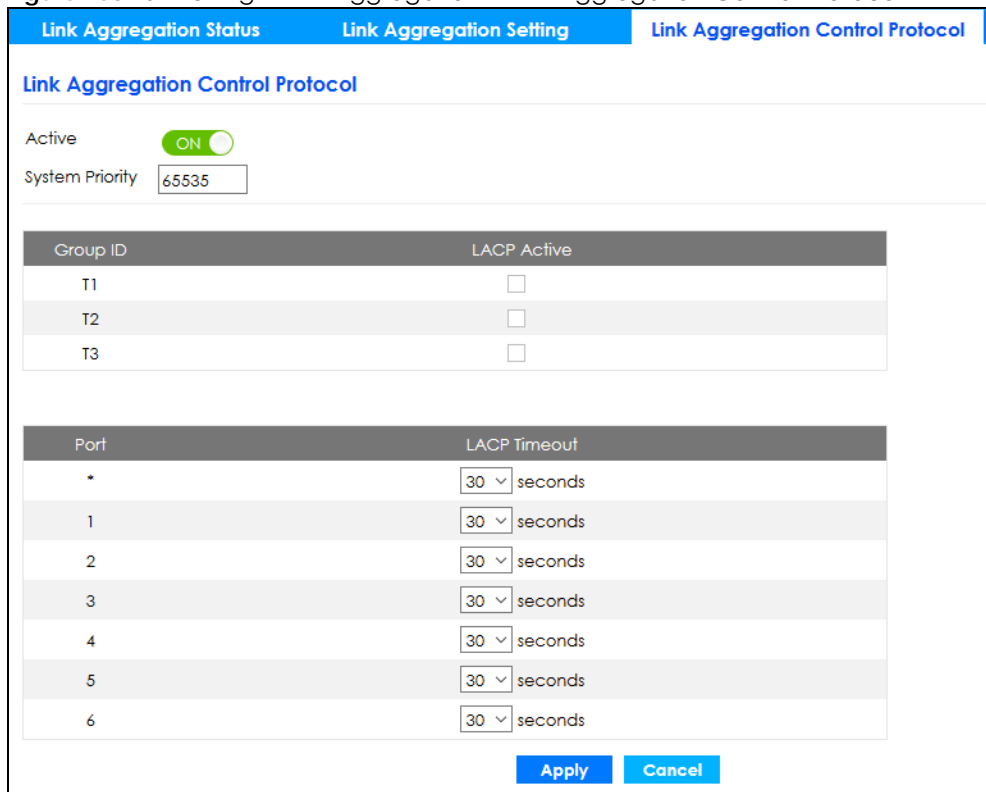 Link Aggregation Status Link Aggregation Setting Link Aggregation Control Protocol
Link Aggregation Control Protocol
Active ON
System Priority 65535
Group ID LACP Active
T1
T2
T3
Port LACP Timeout
* 30 seconds
1 30 seconds
2 30 seconds
3 30 seconds
4 30 seconds
5 30 seconds
6 30 seconds
Apply Cancel